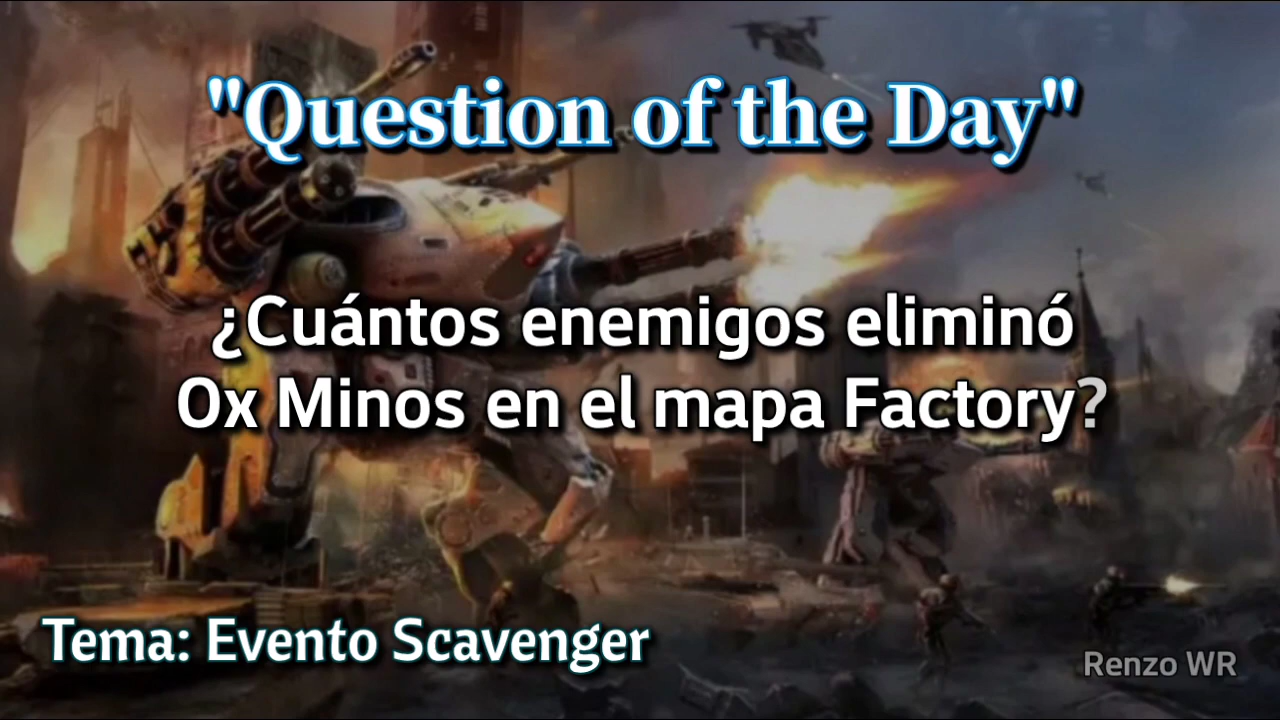 "Question of the Day"
¿Cuántos enemigos eliminó
Ox Minos en el mapa Factory?
Tema: Evento Scavenger
Renzo WR